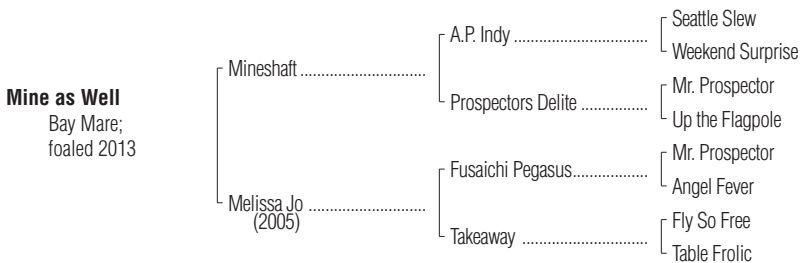 Mine as Well
Bay Mare;
foaled 2013
Mineshaft
Melissa Jo
(2005)
A.P. Indy
Prospectors Delite
Fusaichi Pegasus
Takeaway
Seattle Slew
Weekend Surprise
Mr. Prospector
Up the Flagpole
Mr. Prospector
Angel Fever
Fly So Free
Table Frolic